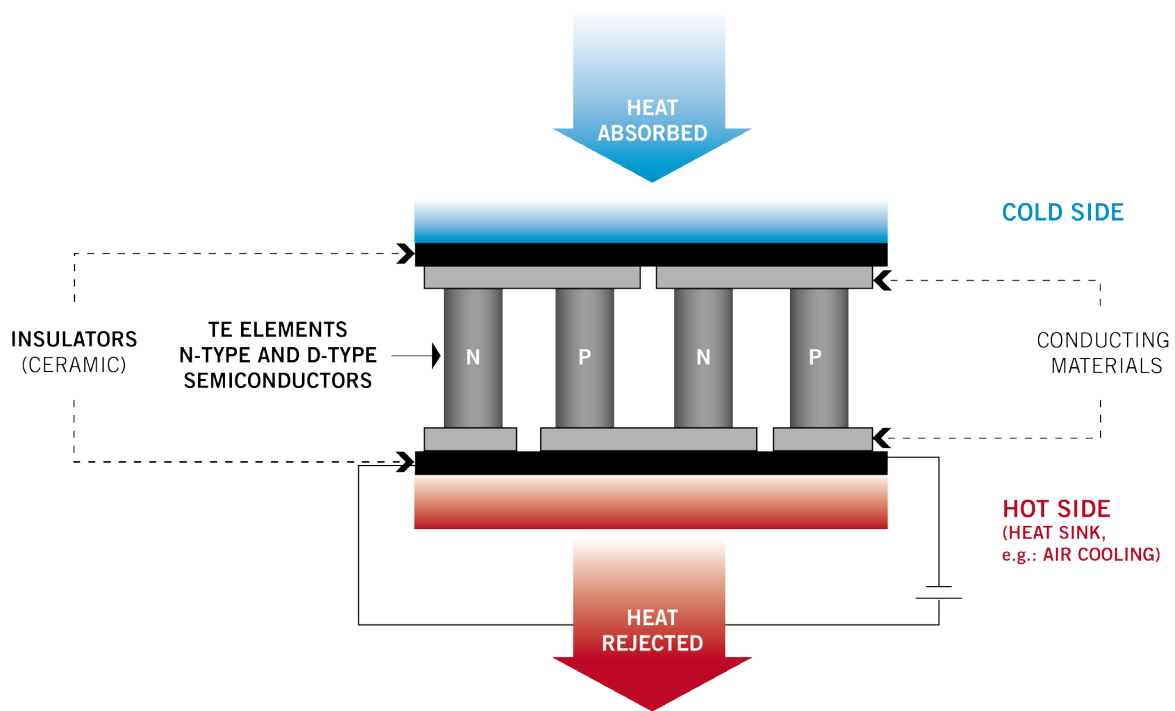 HEAT
ABSORBED
COLD SIDE
INSULATORS
(CERAMIC)
TE ELEMENTS
N-TYPE AND D-TYPE
SEMICONDUCTORS
N
P
N
P
CONDUCTING
MATERIALS
HOT SIDE
(HEAT SINK,
e.g.: AIR COOLING)
HEAT
REJECTED